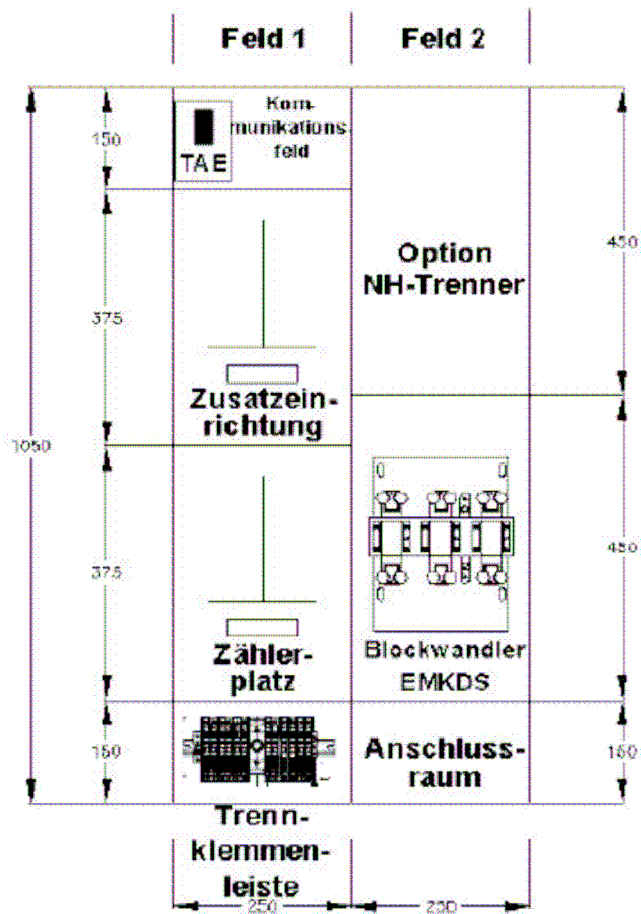 Feld 1
Feld 2
150
TAE
Kom-
munikations
feld
375
1050
450
Option
NH-Trenner
Zusatzein-
richtung
375
450
Zähler-
platz
Blockwandler
EMKDS
150
Anschluss-
raum
150
Trenn-
klemmen-
leiste
250
250